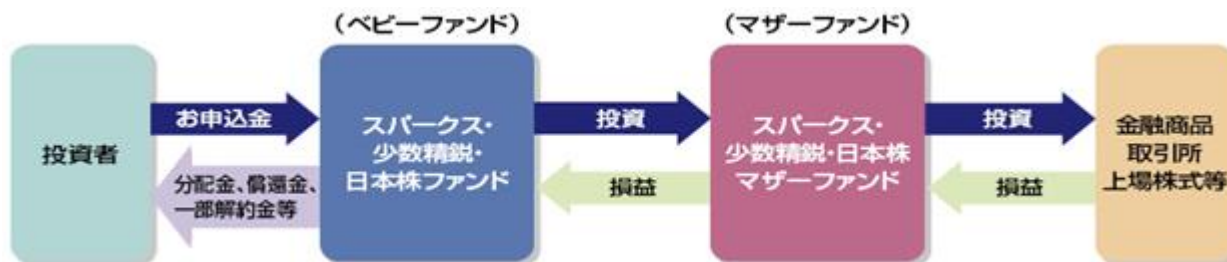 （ベビーファンド）
（マザーファンド）
投資者
お申込金
分配金、償還金、
一部解約金等
スパークス・
少数精鋭・
日本株ファンド
投資
損益
スパークス・
少数精鋭・日本株
マザーファンド
投資
損益
金融商品
取引所
上場株式等